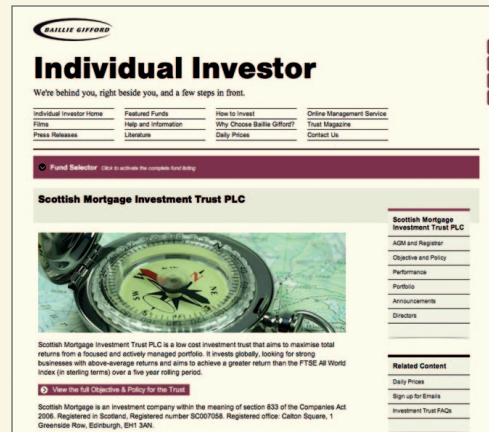 BAILLIE GIFFORD
Individual Investor
We're behind you, right beside you, and a few steps in front.
Individual Investor Home
Featured Funds
How to Invest
Online Management Service
Films
Help and Information
Why Choose Baillie Gifford?
Trust Magazine
Press Releases
Literature
Daily Prices
Contact Us
Fund Selector Click to activate the complete fund listing
Scottish Mortgage Investment Trust PLC
Scottish Mortgage Investment Trust PLC is a low cost investment trust that aims to maximise total
returns from a focused and actively managed portfolio. It invests globally, looking for strong
businesses with above-average returns and aims to achieve a greater return than the FTSE All World
Index (in sterling terms) over a five year rolling period.
View the full Objective & Policy for the Trust
Scottish Mortgage is an investment company within the meaning of section 833 of the Companies Act
2006. Registered in Scotland, Registered number SC007058. Registered office: Calton Square, 1
Greenside Row, Edinburgh, EH1 3AN.
Scottish Mortgage
Investment Trust PLC
AGM and Registrar
Objective and Policy
Performance
Portfolio
Announcements
Directors
Related Content
Daily Prices
Sign up for Emails
Investment Trust FAQs